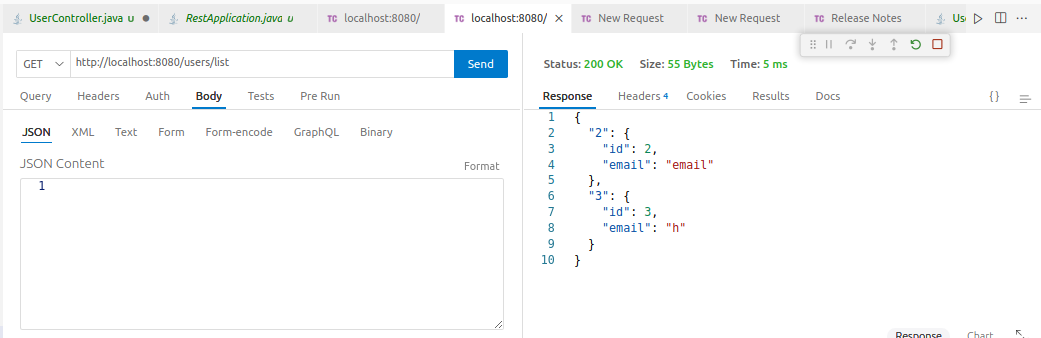 UserController.java U RestApplication.java U TC localhost:8080/ TC localhost:8080/ TC New Request TC New Request TC Release Notes Use
GET http://localhost:8080/users/list Send
Status: 200 OK Size: 55 Bytes Time: 5 ms
Query Headers Auth Body Tests Pre Run
Response Headers 4 Cookies Results Docs {}
JSON XML Text Form Form-encode GraphQL Binary
JSON Content Format
1
1 {
2 "2": {
3 "id": 2,
4 "email": "email"
5 },
6 "3": {
7 "id": 3,
8 "email": "h"
9 }
10 }
Response Chart